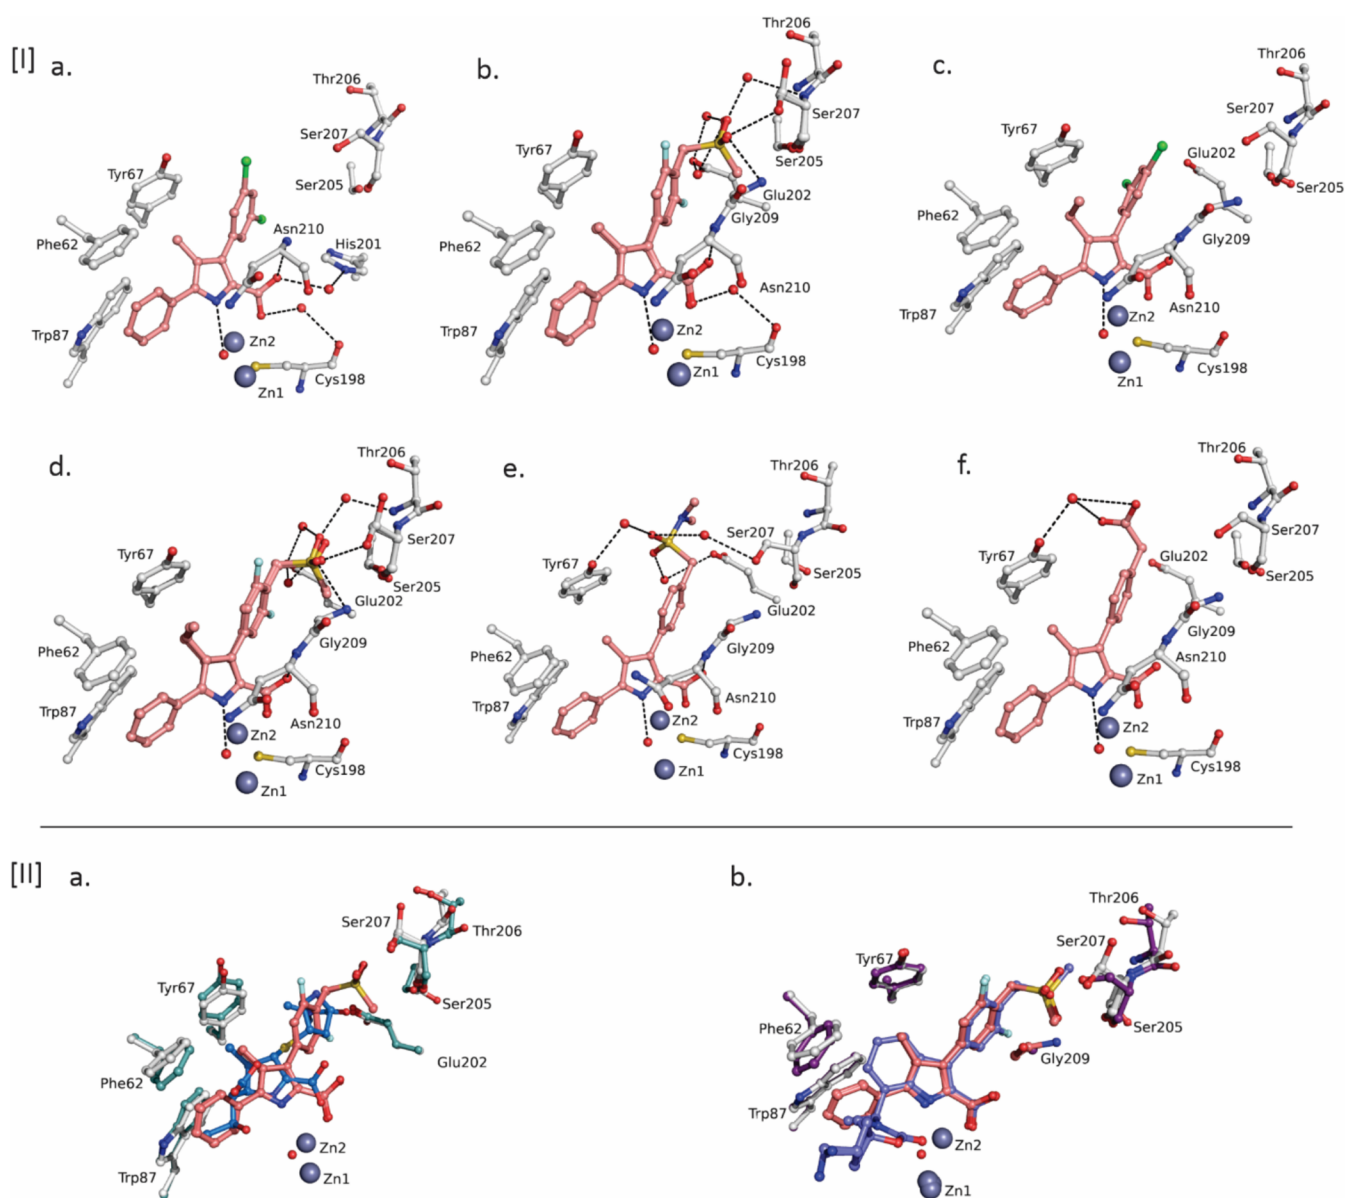 [I]
a.
Thr206
Ser207
Ser205
Tyr67
Phe62
Asn210
His201
Trp87
Zn2
Zn1
Cys198
b.
Thr206
Ser207
Ser205
Tyr67
Glu202
Gly209
Phe62
Asn210
Trp87
Zn2
Zn1
Cys198
c.
Thr206
Ser207
Glu202
Ser205
Tyr67
Gly209
Phe62
Asn210
Trp87
Zn2
Zn1
Cys198
d.
Thr206
Ser207
Ser205
Tyr67
Glu202
Gly209
Phe62
Trp87
Asn210
Zn2
Cys198
Zn1
e.
Thr206
Ser207
Ser205
Tyr67
Glu202
Gly209
Phe62
Asn210
Trp87
Zn2
Cys198
Zn1
f.
Thr206
Ser207
Ser205
Tyr67
Glu202
Gly209
Asn210
Phe62
Trp87
Zn2
Cys198
Zn1
[II]
a.
Ser207
Thr206
Tyr67
Ser205
Glu202
Phe62
Trp87
Zn2
Zn1
b.
Thr206
Ser207
Tyr67
Ser205
Phe62
Gly209
Trp87
Zn2
Zn1